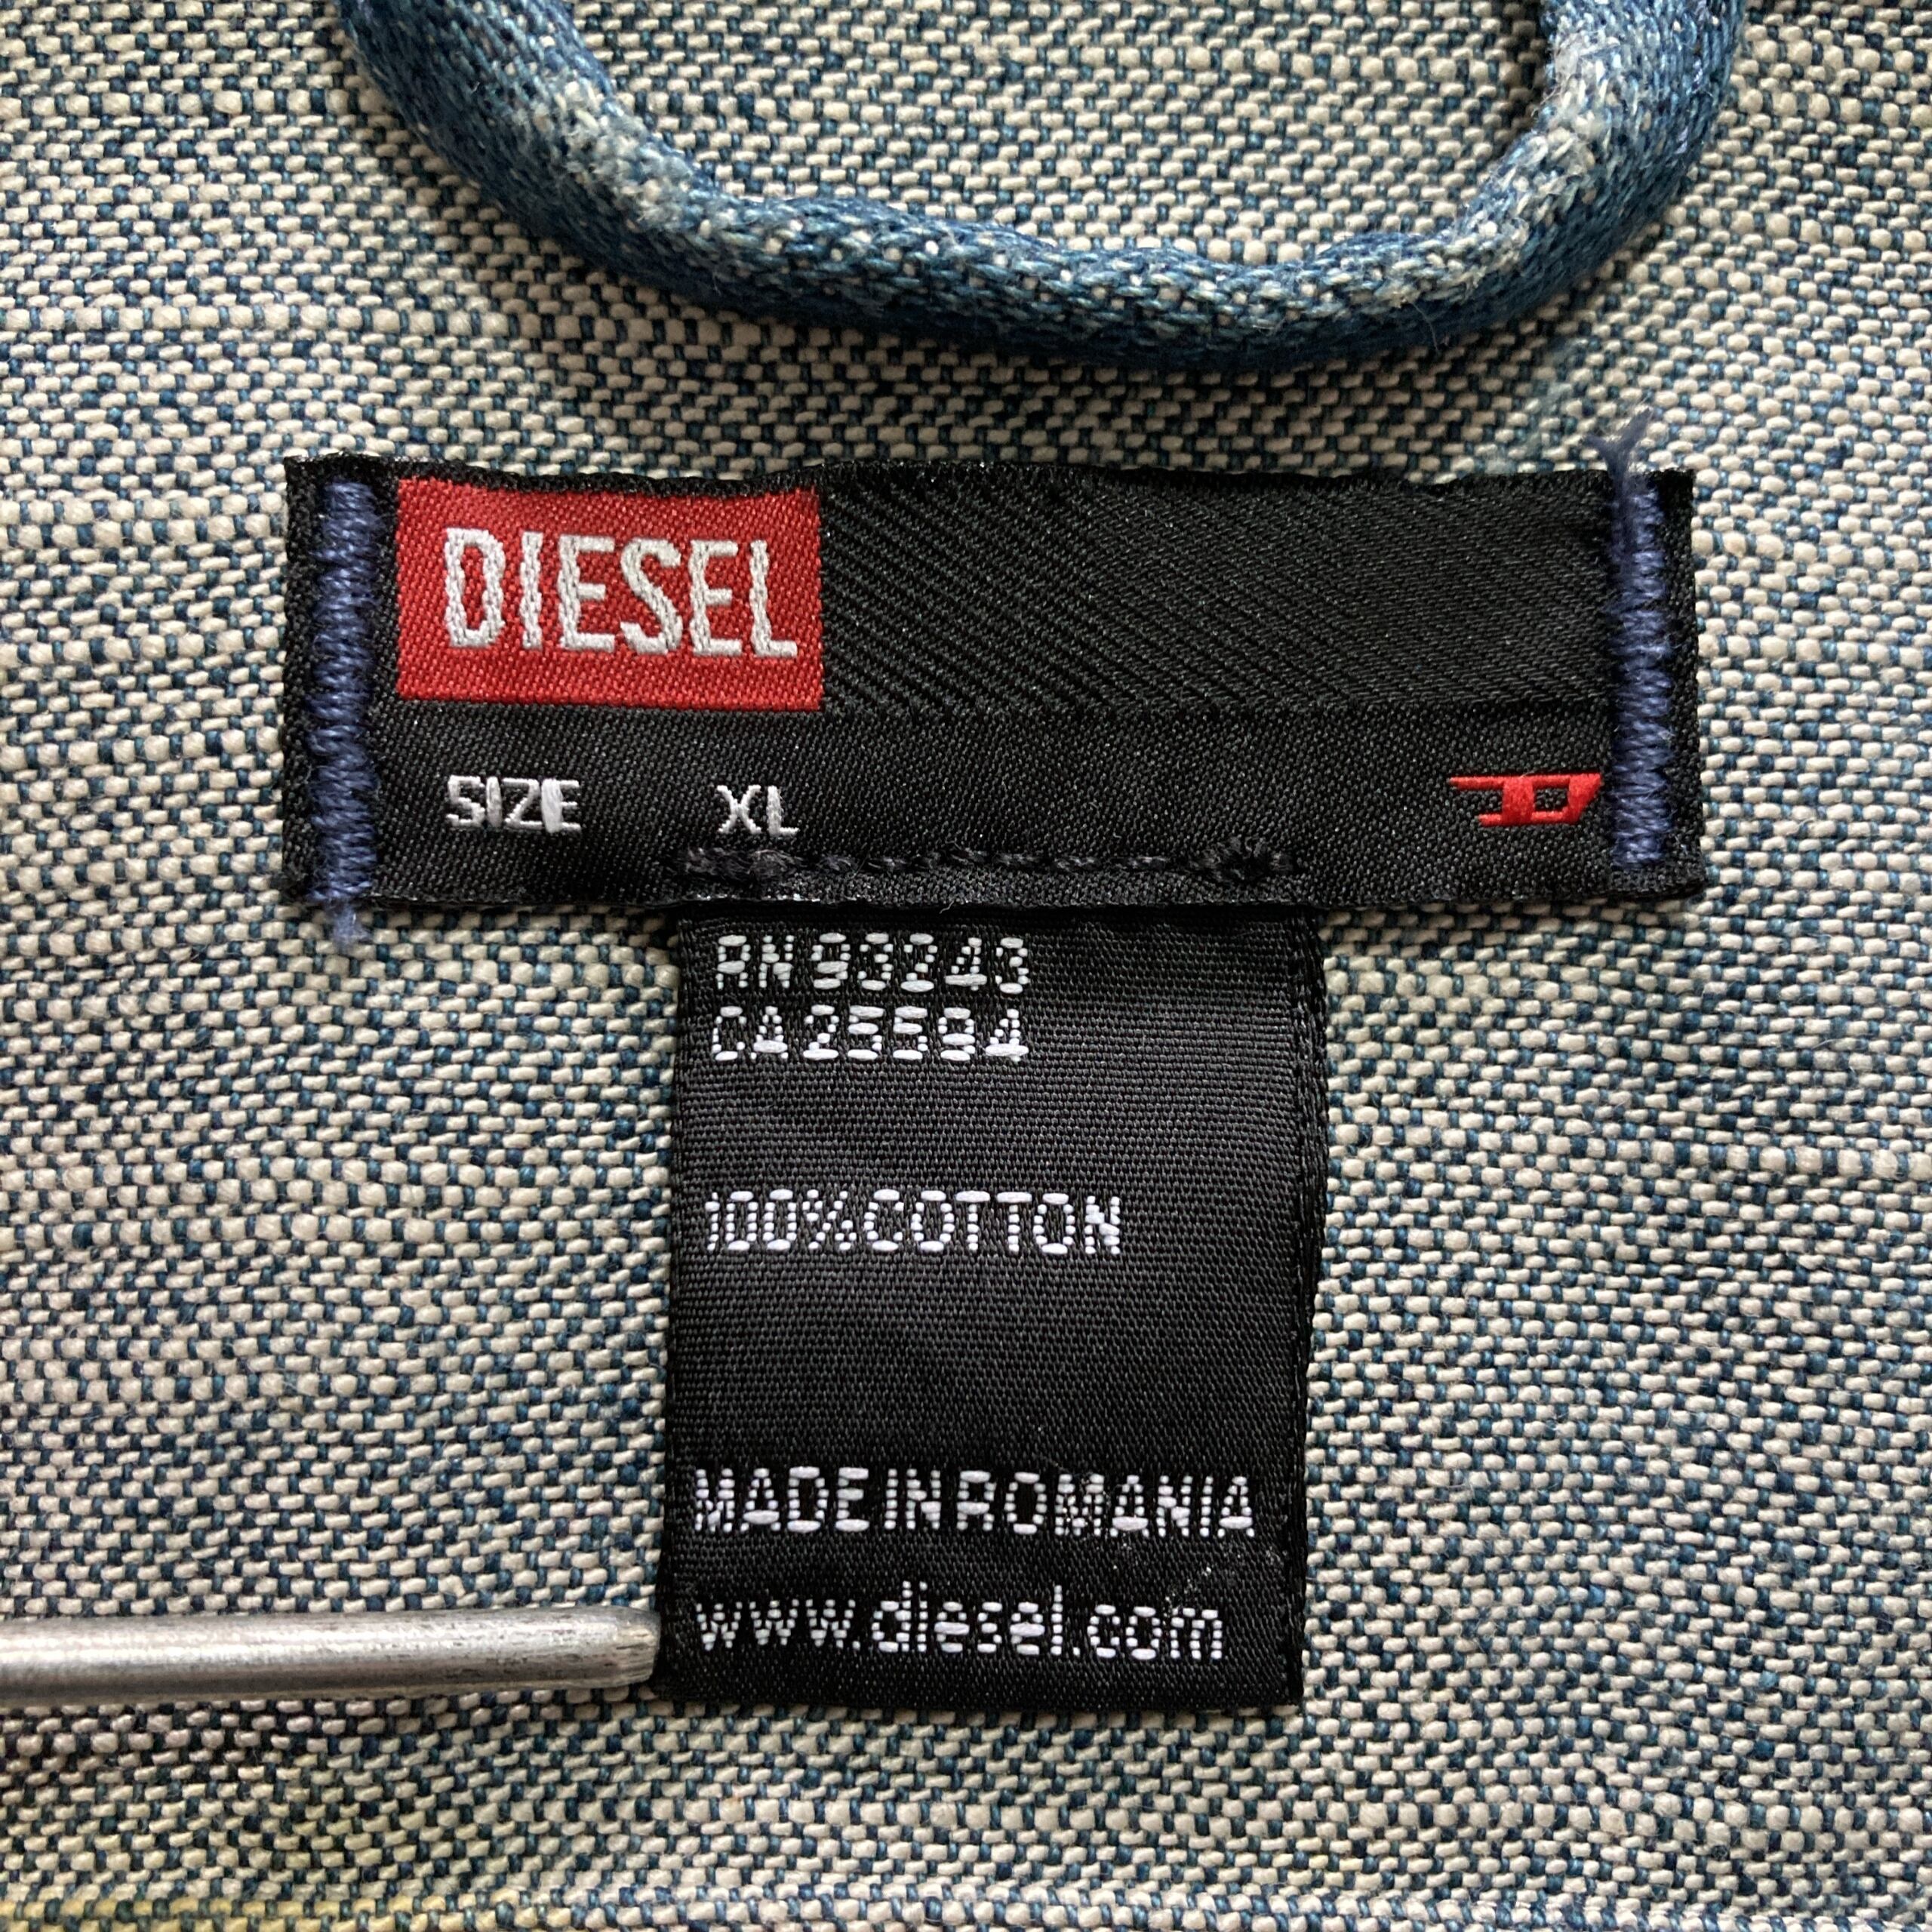 DIESEL
SIZE XL
RN 93243
CA 25594
100% COTTON
MADE IN ROMANIA
www.diesel.com